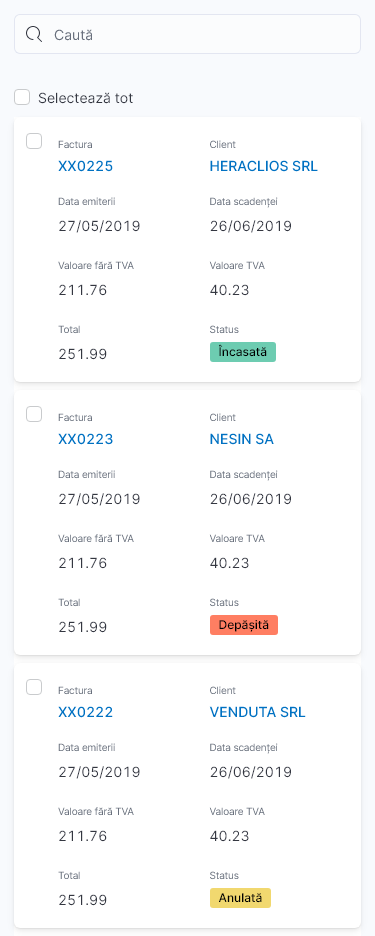 Caută
Selectează tot
Factura Client
XX0225 HERACLIOS SRL
Data emiterii Data scadenței
27/05/2019 26/06/2019
Valoare fără TVA Valoare TVA
211.76 40.23
Total Status
251.99 Încasată
Factura Client
XX0223 NESIN SA
Data emiterii Data scadenței
27/05/2019 26/06/2019
Valoare fără TVA Valoare TVA
211.76 40.23
Total Status
251.99 Depășită
Factura Client
XX0222 VENDUTA SRL
Data emiterii Data scadenței
27/05/2019 26/06/2019
Valoare fără TVA Valoare TVA
211.76 40.23
Total Status
251.99 Anulată